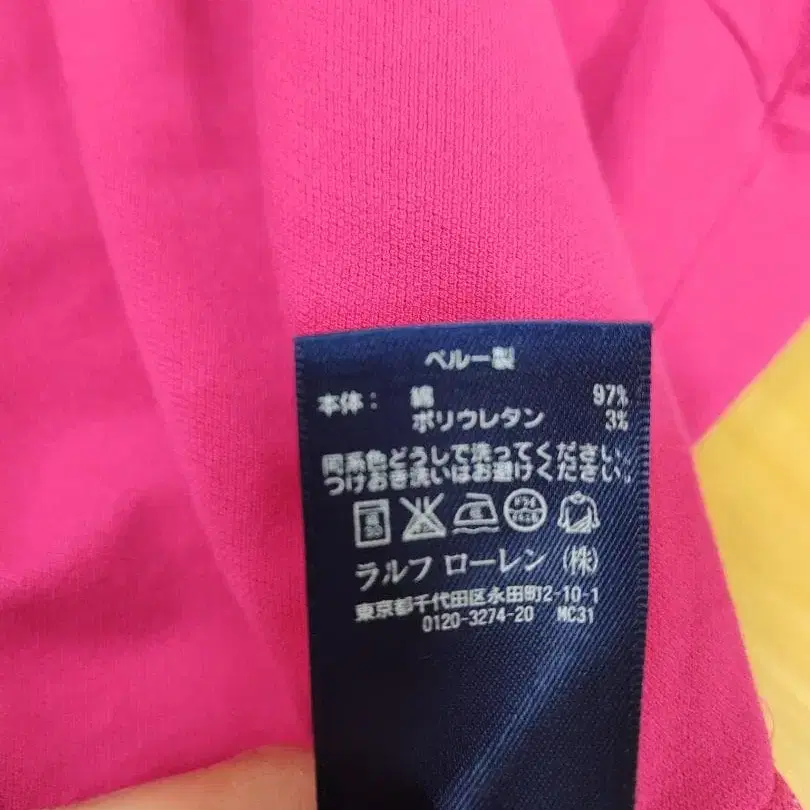 ペルー製
本体： 綿 97%
ポリウレタン 3%
同系色どうしで洗ってください。
つけおき洗いはお避けください。
ラルフ ローレン（株）
東京都千代田区永田町2-10-1
0120-3274-20 MC31